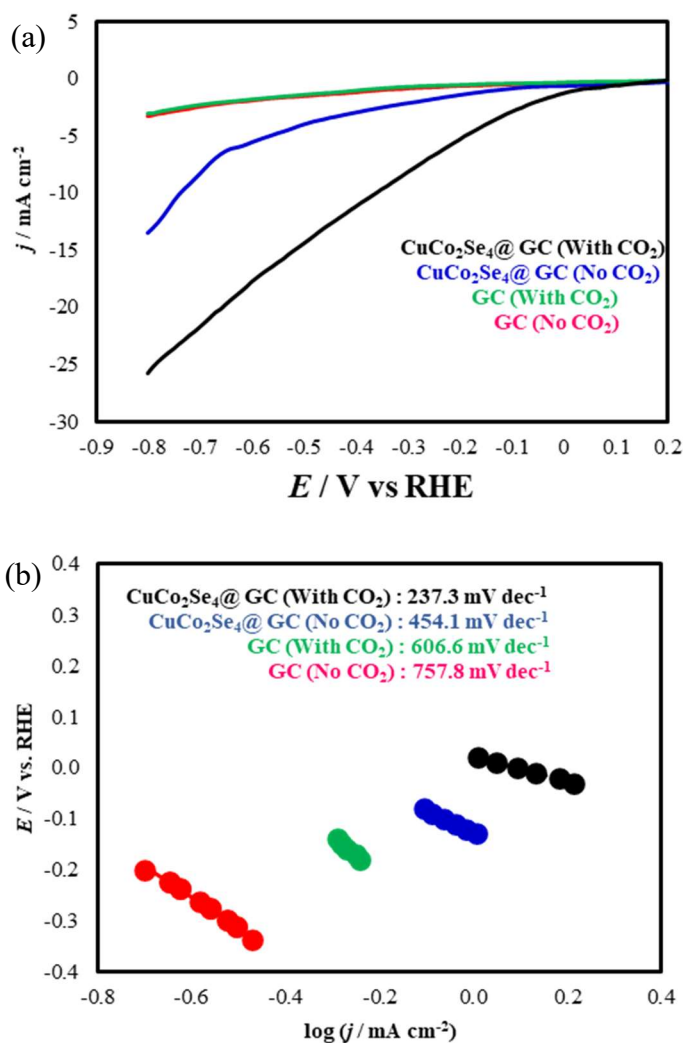 (a)
5
0
-5
-10
-15
-20
-25
-30
j / mA cm⁻²
CuCo₂Se₄@ GC (With CO₂)
CuCo₂Se₄@ GC (No CO₂)
GC (With CO₂)
GC (No CO₂)
-0.9 -0.8 -0.7 -0.6 -0.5 -0.4 -0.3 -0.2 -0.1 0 0.1 0.2
E / V vs RHE
(b)
0.4
0.3
0.2
0.1
0.0
-0.1
-0.2
-0.3
-0.4
E / V vs. RHE
CuCo₂Se₄@ GC (With CO₂) : 237.3 mV dec⁻¹
CuCo₂Se₄@ GC (No CO₂) : 454.1 mV dec⁻¹
GC (With CO₂) : 606.6 mV dec⁻¹
GC (No CO₂) : 757.8 mV dec⁻¹
-0.8 -0.6 -0.4 -0.2 0.0 0.2 0.4
log (j / mA cm⁻²)